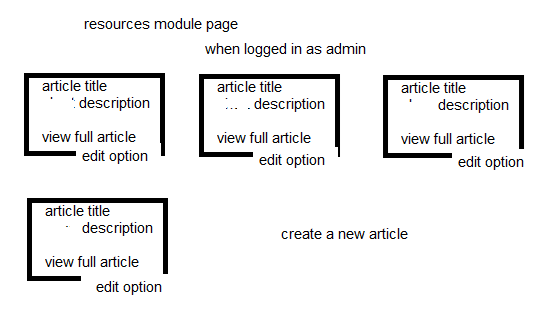 resources module page
when logged in as admin
article title
description
view full article
edit option
article title
description
view full article
edit option
article title
description
view full article
edit option
article title
description
view full article
edit option
create a new article